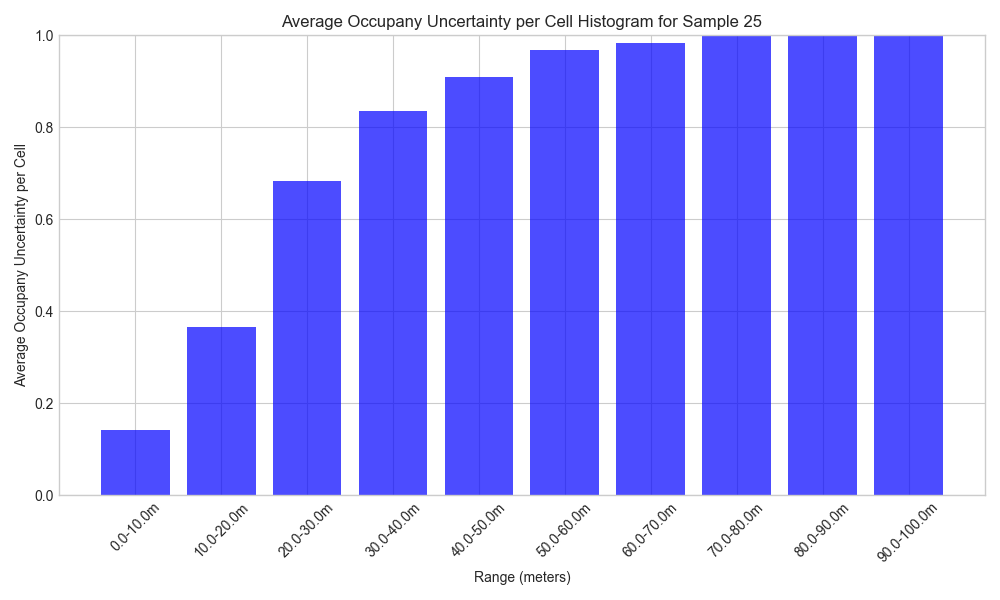 Average Occupany Uncertainty per Cell Histogram for Sample 25
Average Occupany Uncertainty per Cell
1.0
0.8
0.6
0.4
0.2
0.0
0.0-10.0m
10.0-20.0m
20.0-30.0m
30.0-40.0m
40.0-50.0m
50.0-60.0m
60.0-70.0m
70.0-80.0m
80.0-90.0m
90.0-100.0m
Range (meters)